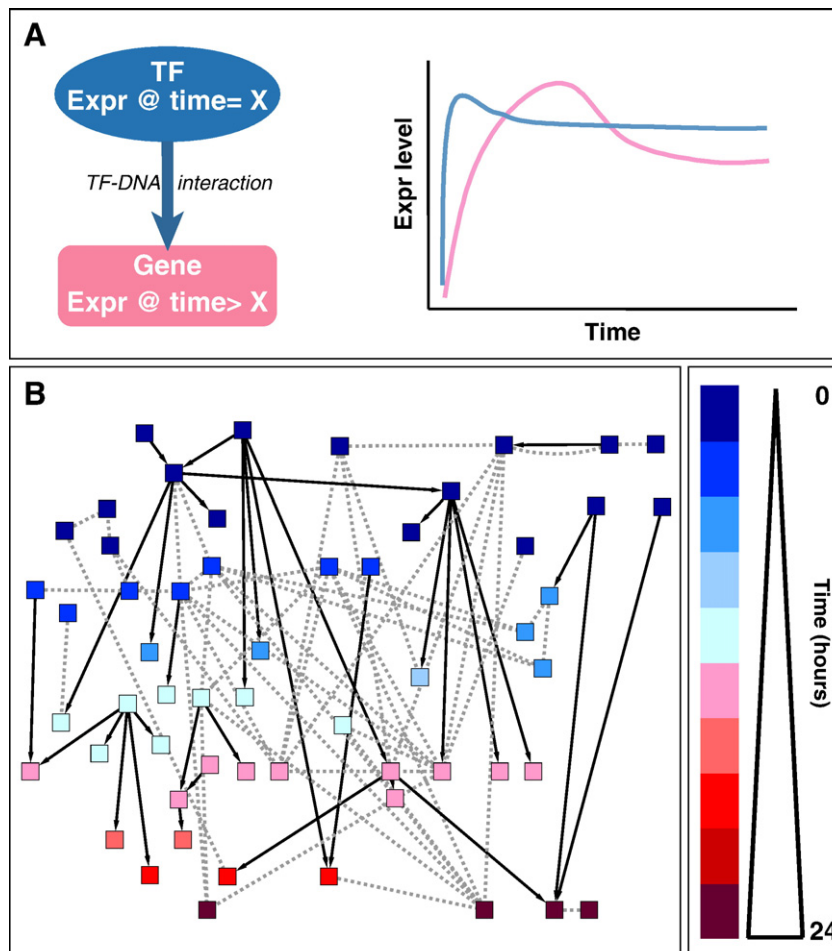 A
TF
Expr @ time= X
TF-DNA interaction
Gene
Expr @ time> X
Expr level
Time
B
0
Time (hours)
24